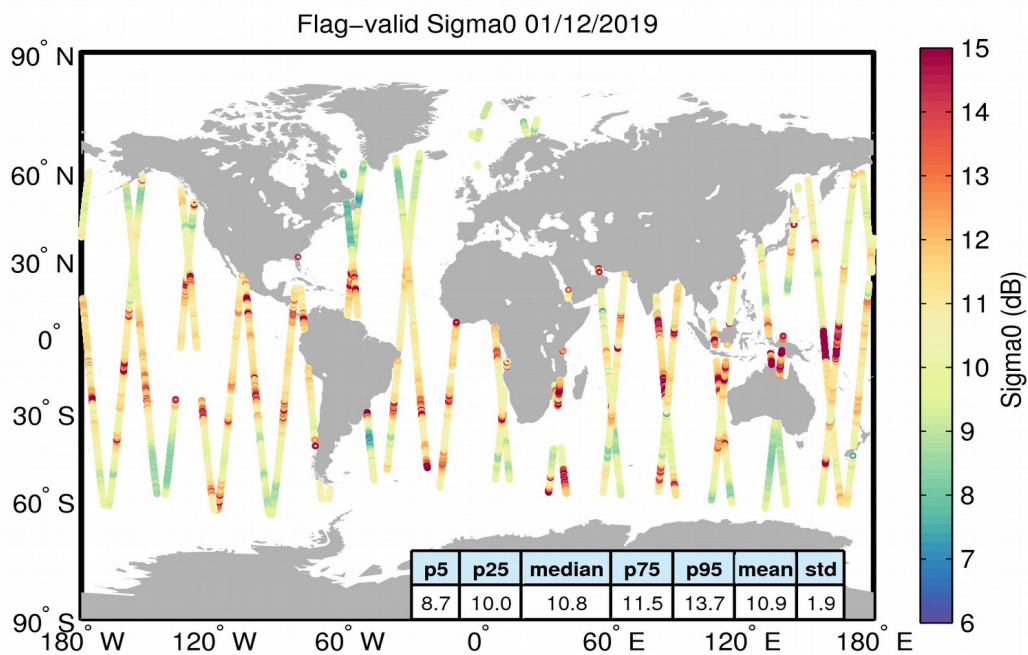 Flag-valid Sigma0 01/12/2019
90° N
60° N
30° N
0°
30° S
60° S
90° S
180° W
120° W
60° W
0°
60° E
120° E
180° E
p5 p25 median p75 p95 mean std
8.7 10.0 10.8 11.5 13.7 10.9 1.9
15
14
13
12
11
10
9
8
7
6
Sigma0 (dB)